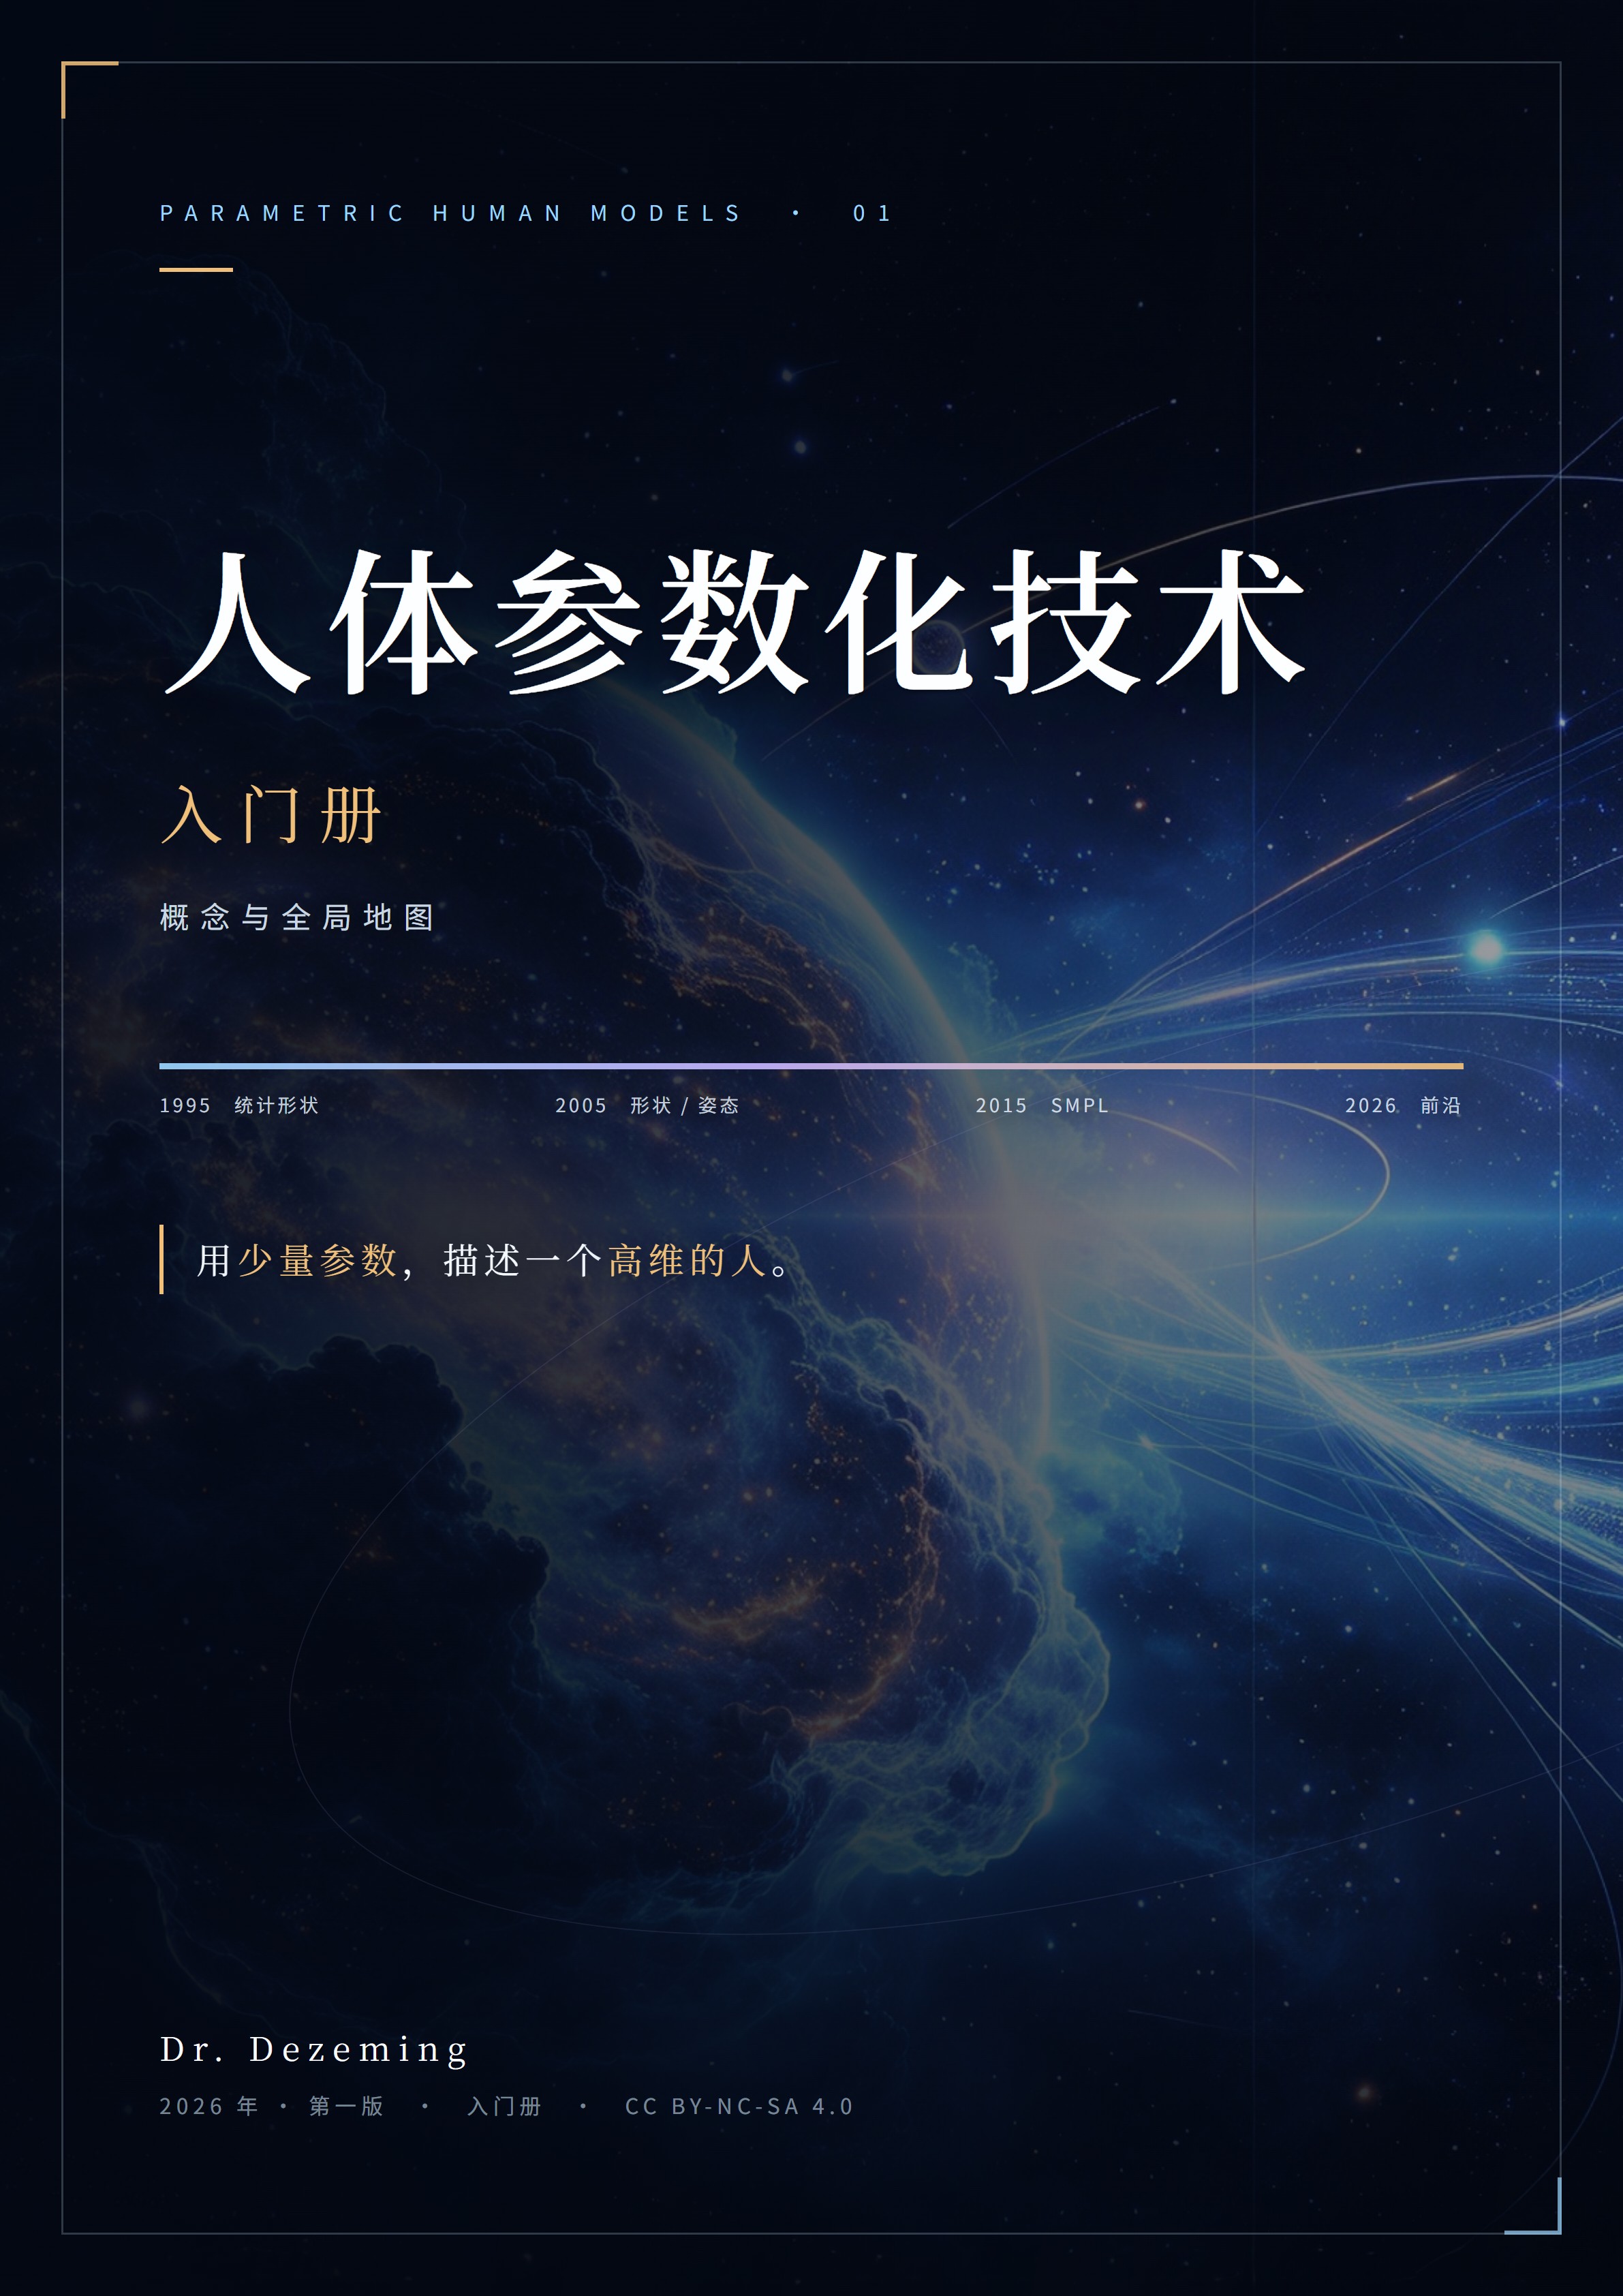 PARAMETRIC HUMAN MODELS · 01
人体参数化技术
入门册
概念与全局地图
1995 统计形状 2005 形状 / 姿态 2015 SMPL 2026 前沿
用少量参数，描述一个高维的人。
Dr. Dezeming
2026 年 · 第一版 · 入门册 · CC BY-NC-SA 4.0